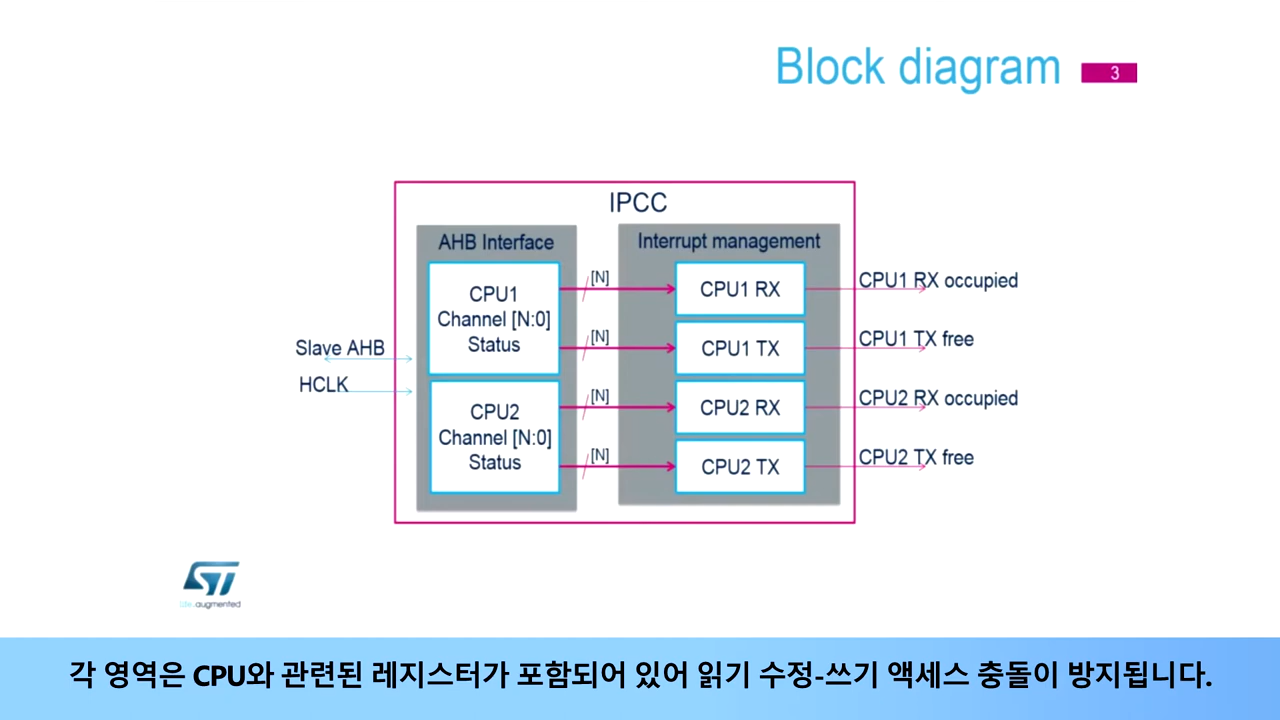 Block diagram
3
IPCC
AHB Interface
Interrupt management
CPU1
Channel [N:0]
Status
CPU2
Channel [N:0]
Status
[N]
[N]
[N]
[N]
CPU1 RX
CPU1 TX
CPU2 RX
CPU2 TX
CPU1 RX occupied
CPU1 TX free
CPU2 RX occupied
CPU2 TX free
Slave AHB
HCLK
ST
life.augmented
각 영역은 CPU와 관련된 레지스터가 포함되어 있어 읽기 수정-쓰기 액세스 충돌이 방지됩니다.